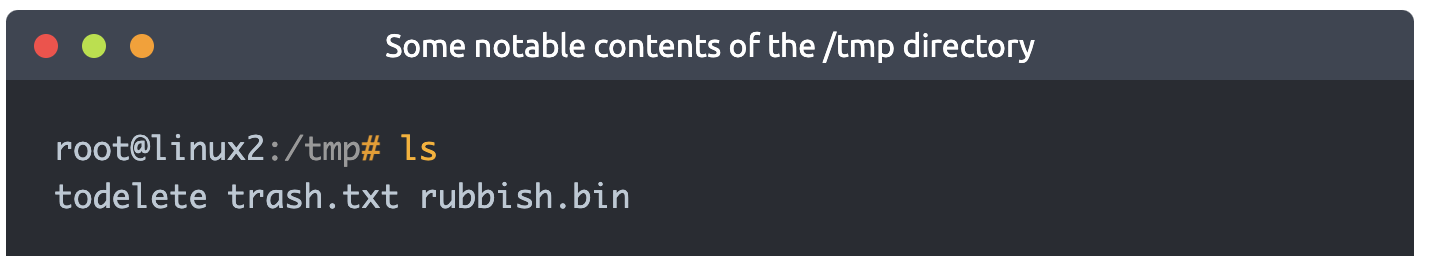 Some notable contents of the /tmp directory
root@linux2:/tmp# ls
todelete trash.txt rubbish.bin